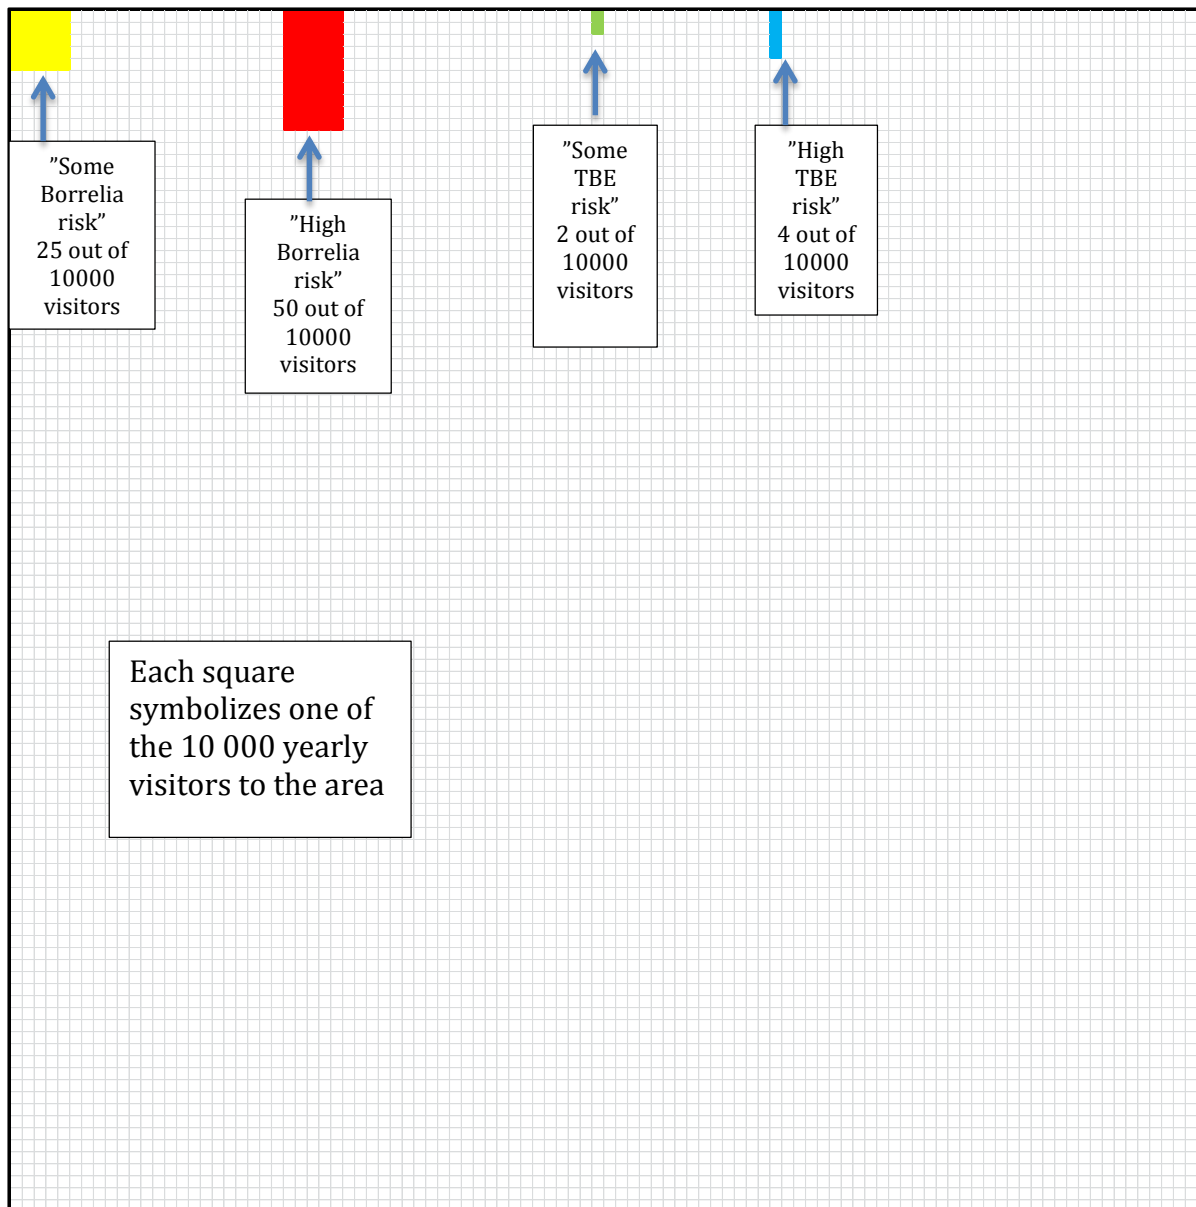 ”Some
Borrelia
risk”
25 out of
10000
visitors
”High
Borrelia
risk”
50 out of
10000
visitors
”Some
TBE
risk”
2 out of
10000
visitors
”High
TBE
risk”
4 out of
10000
visitors
Each square
symbolizes one of
the 10 000 yearly
visitors to the area